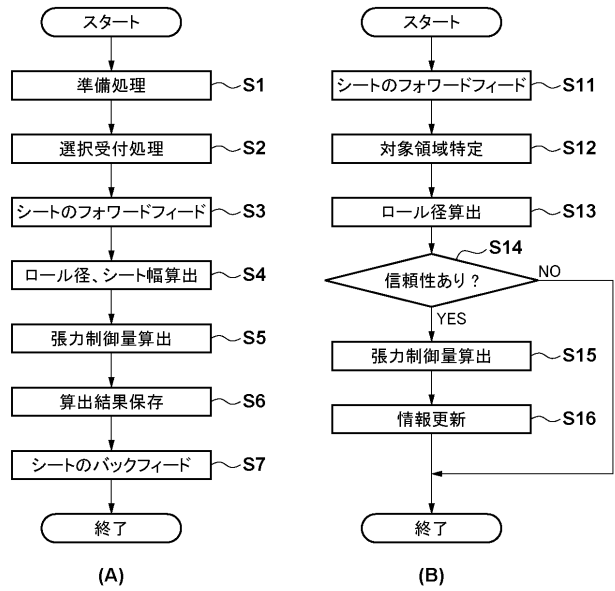 スタート
準備処理 S1
選択受付処理 S2
シートのフォワードフィード S3
ロール径、シート幅算出 S4
張力制御量算出 S5
算出結果保存 S6
シートのバックフィード S7
終了
(A)
スタート
シートのフォワードフィード S11
対象領域特定 S12
ロール径算出 S13
S14
信頼性あり? NO
YES
張力制御量算出 S15
情報更新 S16
終了
(B)